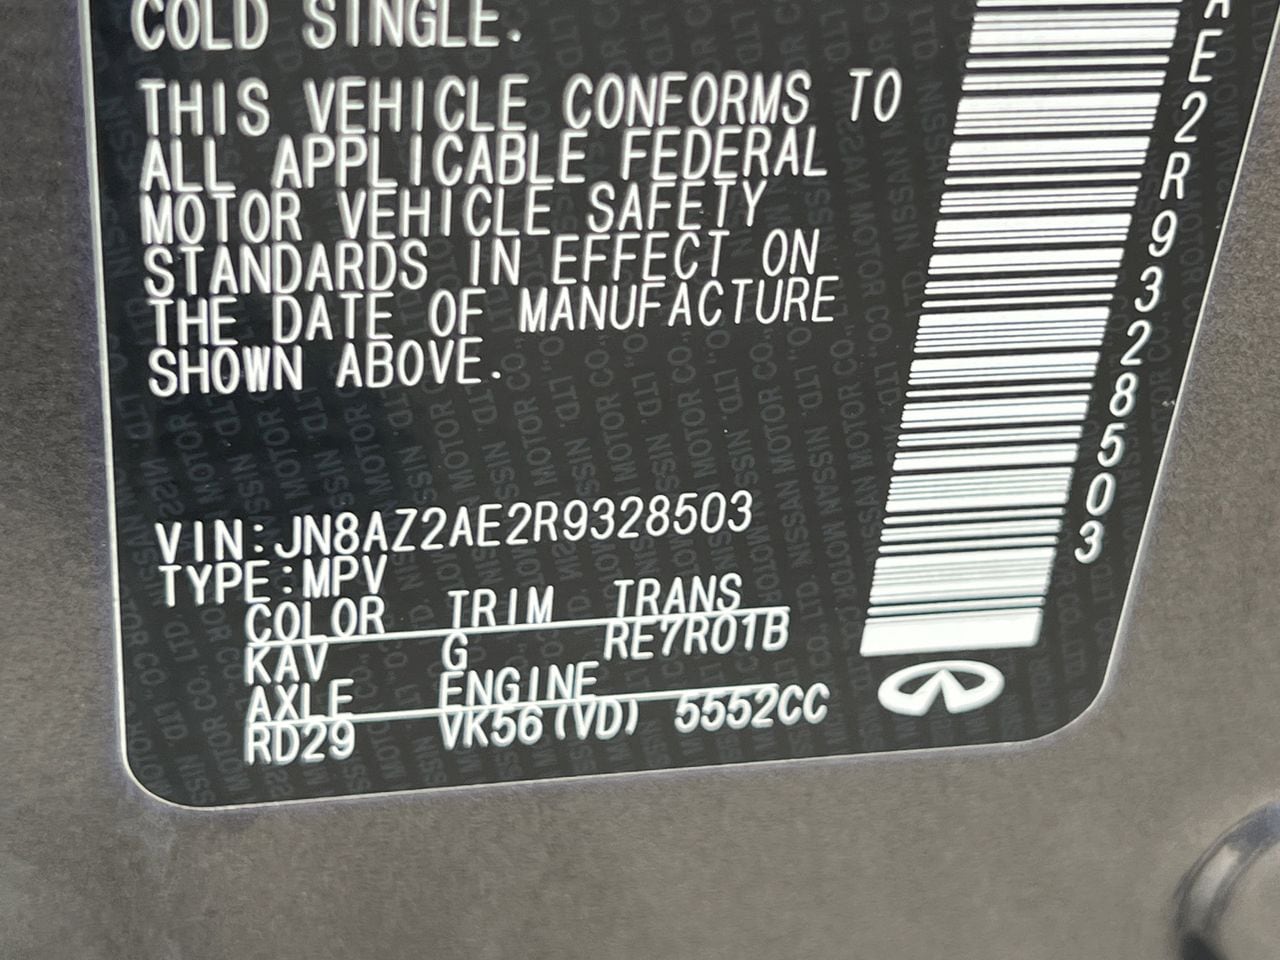 COLD SINGLE.
THIS VEHICLE CONFORMS TO
ALL APPLICABLE FEDERAL
MOTOR VEHICLE SAFETY
STANDARDS IN EFFECT ON
THE DATE OF MANUFACTURE
SHOWN ABOVE.
VIN:JN8AZ2AE2R9328503
TYPE:MPV
COLOR TRIM TRANS
KAV G RE7R01B
AXLE ENGINE
RD29 VK56(VD) 5552CC
AE2R9328503